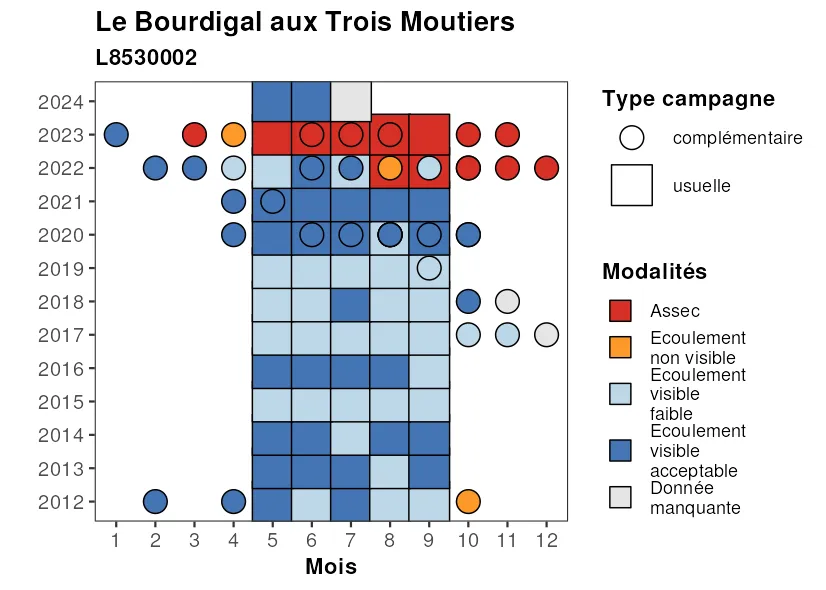 Le Bourdigal aux Trois Moutiers
L8530002
2024
2023
2022
2021
2020
2019
2018
2017
2016
2015
2014
2013
2012
1 2 3 4 5 6 7 8 9 10 11 12
Mois
Type campagne
complémentaire
usuelle
Modalités
Assec
Ecoulement
non visible
Ecoulement
visible
faible
Ecoulement
visible
acceptable
Donnée
manquante